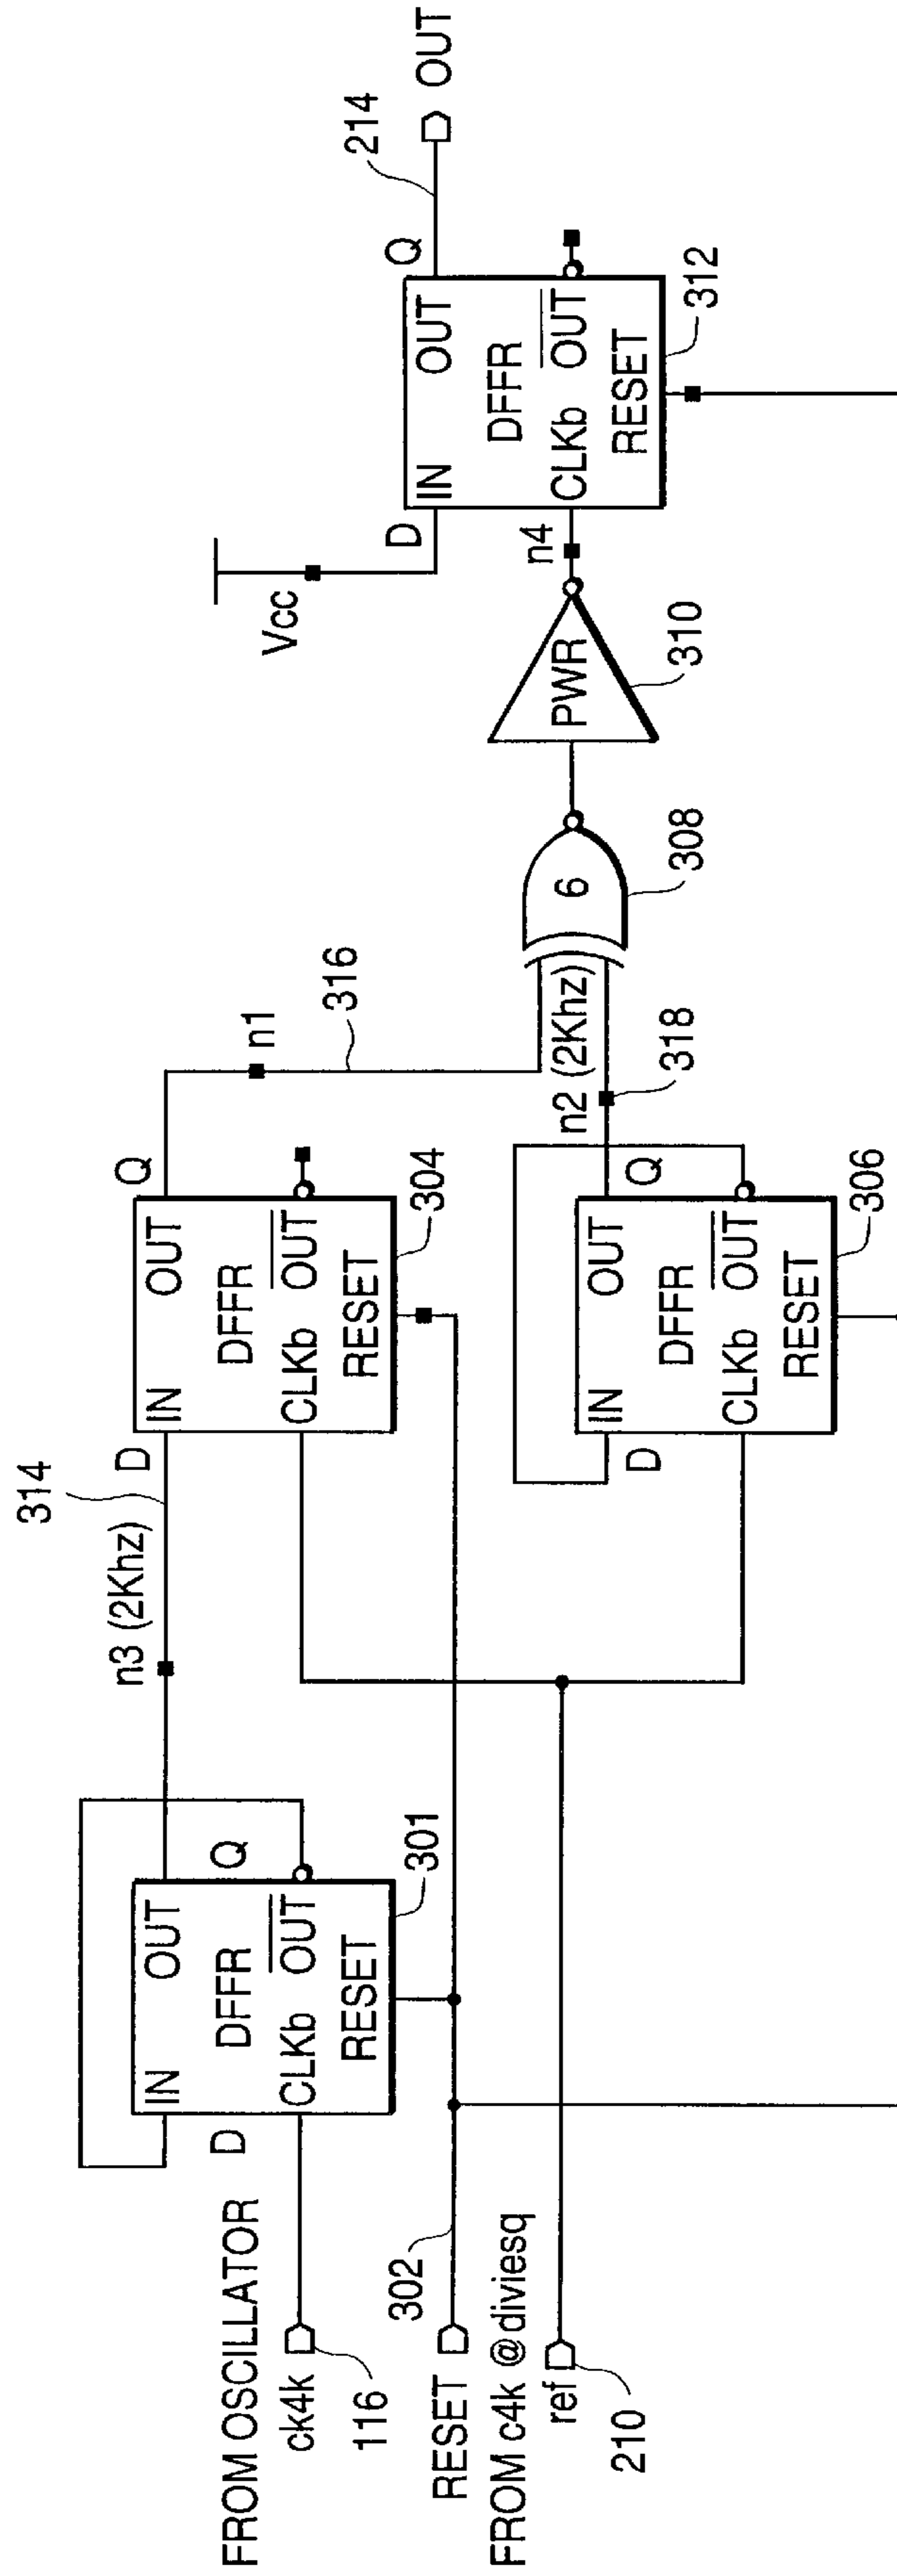 FROM OSCILLATOR
ck4k
116
RESET
302
FROM c4k @diviesq
ref
210
D
IN
OUT
DFFR
Q
CLKb
OUT
RESET
301
n3 (2Khz)
314
D
IN
OUT
Q
DFFR
CLKb
OUT
RESET
304
n1
316
D
IN
OUT
Q
DFFR
CLKb
OUT
RESET
306
n2 (2Khz)
318
6
308
PWR
310
n4
Vcc
D
IN
OUT
Q
DFFR
CLKb
OUT
RESET
312
214
OUT